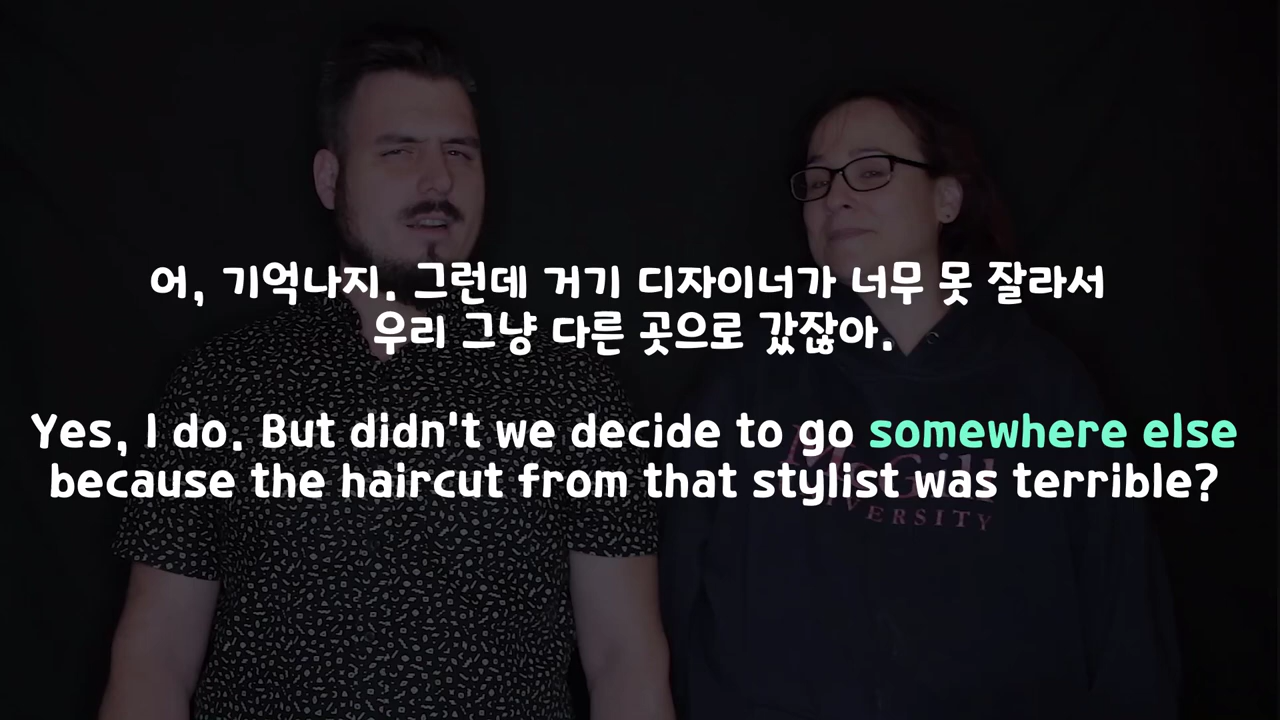 어, 기억나지. 그런데 거기 디자이너가 너무 못 잘라서
우리 그냥 다른 곳으로 갔잖아.
Yes, I do. But didn't we decide to go somewhere else
because the haircut from that stylist was terrible?
McGill
UNIVERSITY